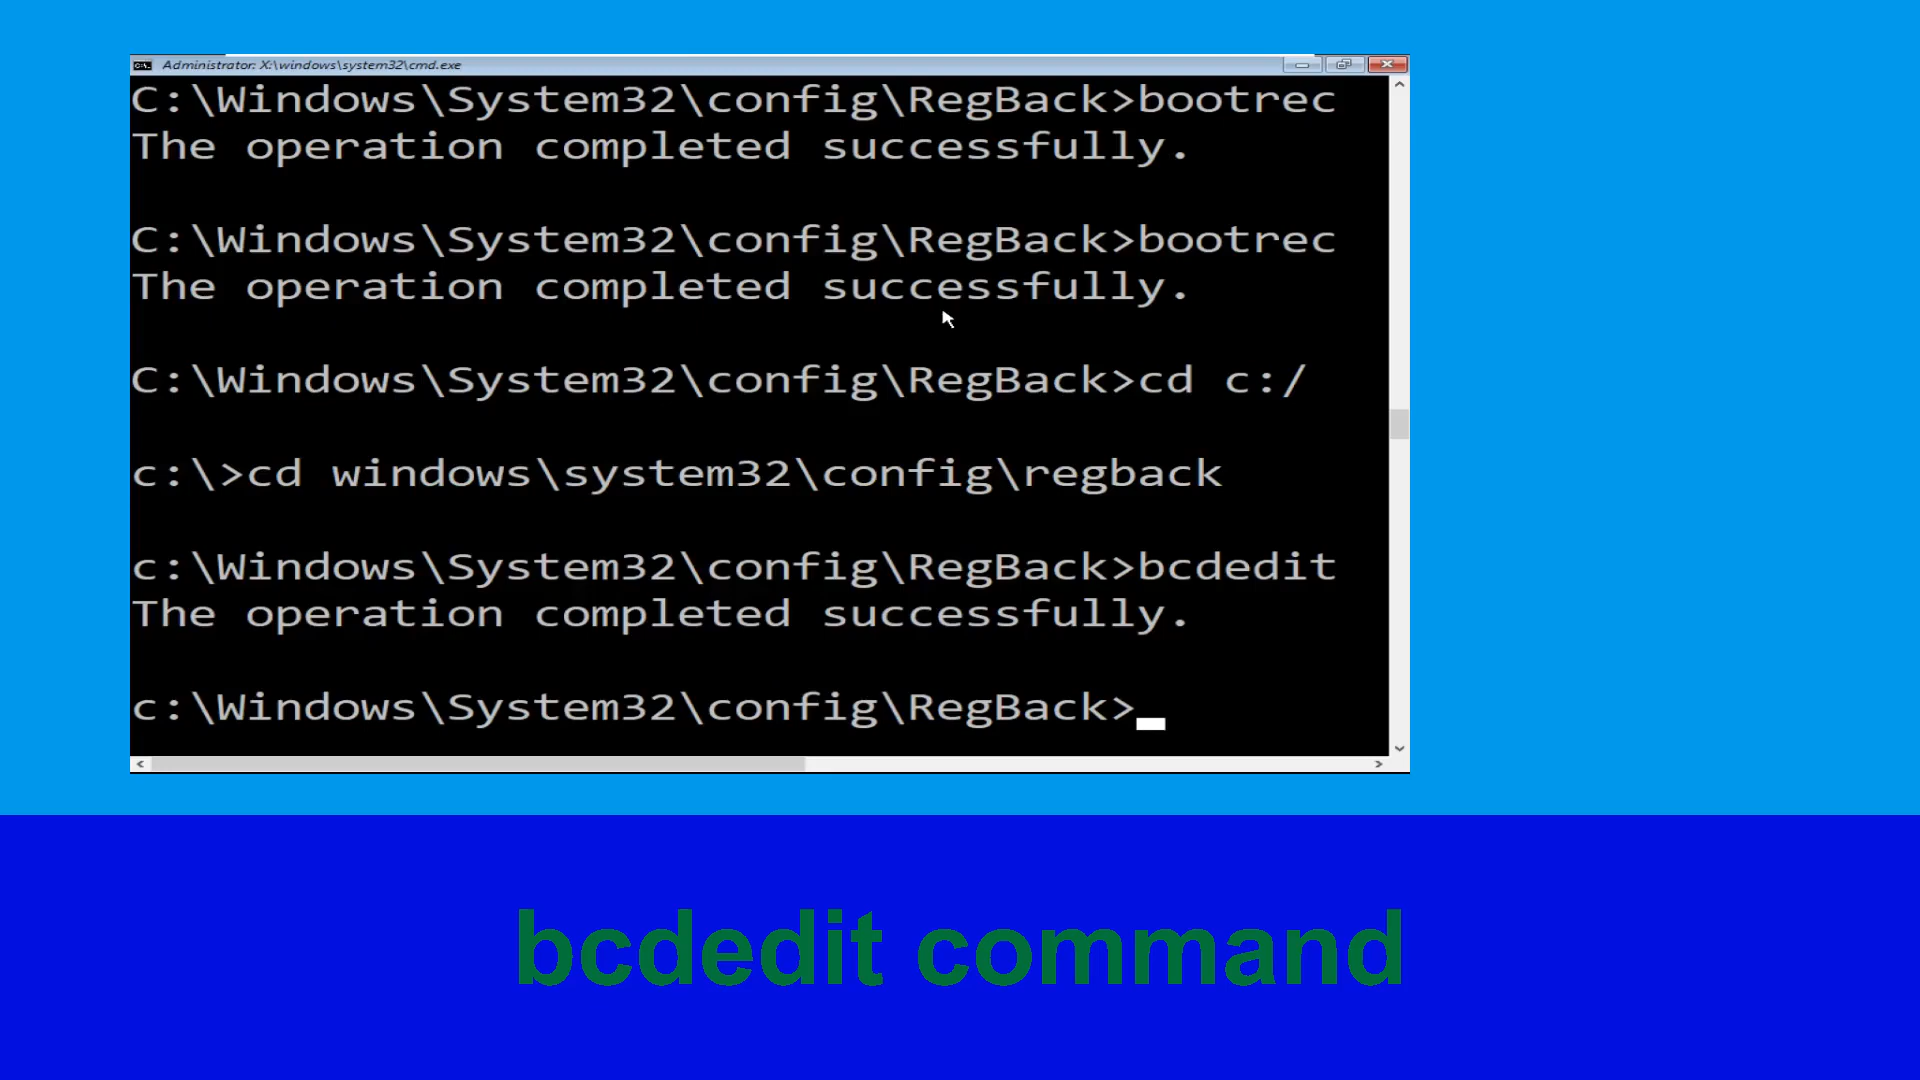 Administrator: X:\windows\system32\cmd.exe
C:\Windows\System32\config\RegBack>bootrec
The operation completed successfully.
C:\Windows\System32\config\RegBack>bootrec
The operation completed successfully.
C:\Windows\System32\config\RegBack>cd c:/
c:\>cd windows\system32\config\regback
c:\Windows\System32\config\RegBack>bcdedit
The operation completed successfully.
c:\Windows\System32\config\RegBack>
bcdedit command